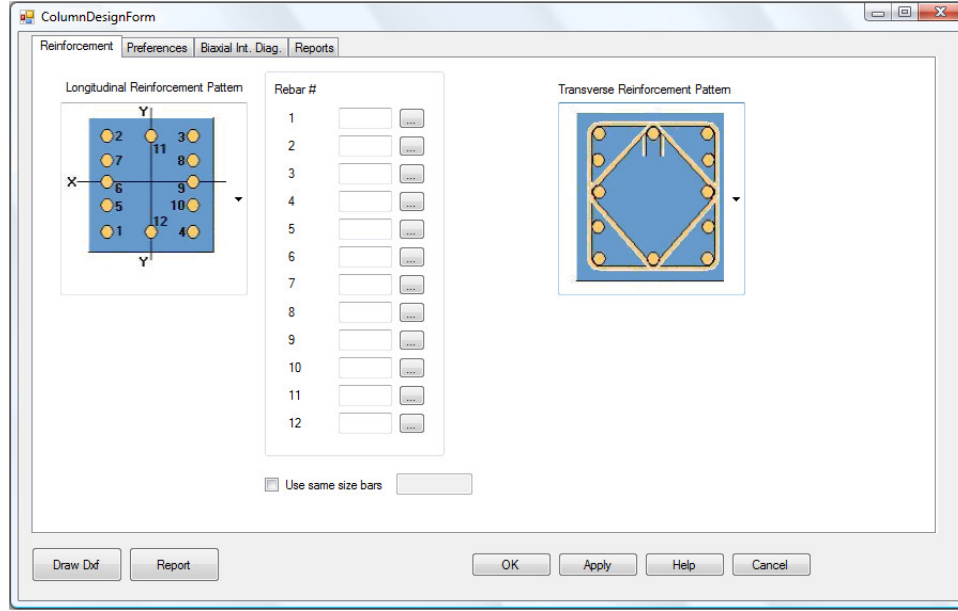 ColumnDesignForm
Reinforcement Preferences Biaxial Int. Diag. Reports
Longitudinal Reinforcement Pattern
Y
2 11 3
7 8
X 6 9
5 10
1 12 4
Y
Rebar #
1 ...
2 ...
3 ...
4 ...
5 ...
6 ...
7 ...
8 ...
9 ...
10 ...
11 ...
12 ...
Use same size bars
Transverse Reinforcement Pattern
Draw Dxf Report OK Apply Help Cancel